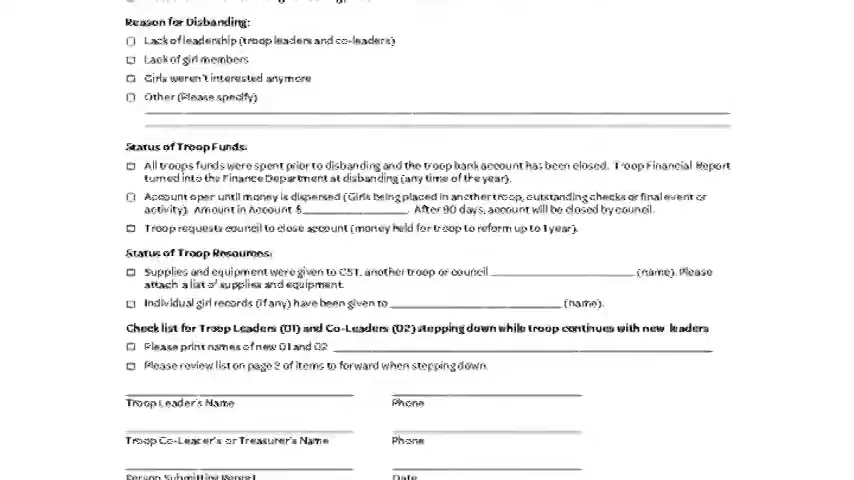 Reason for Disbanding:
Lack of leadership (troop leaders and co-leaders)
Lack of girl members
Girls weren't interested anymore
Other (Please specify)
Status of Troop Funds:
All troops funds were spent prior to disbanding and the troop bank account has been closed. Troop Financial Report
turned into the Finance Department at disbanding (any time of the year).
Account open until money is dispersed (Girls being placed in another troop, outstanding checks or final event or
activity). Amount in Account $ After 90 days, account will be closed by council.
Troop requests council to close account (money held for troop to reform up to 1 year).
Status of Troop Resources:
Supplies and equipment were given to CST, another troop or council (name). Please
attach a list of supplies and equipment.
Individual girl records (if any) have been given to (name).
Check list for Troop Leaders (01) and Co-Leaders (02) stepping down while troop continues with new leaders
Please print names of new 01 and 02
Please review list on page 2 of items to forward when stepping down.
Troop Leader's Name Phone
Troop Co-Leader's or Treasurer's Name Phone
Person Submitting Report Date